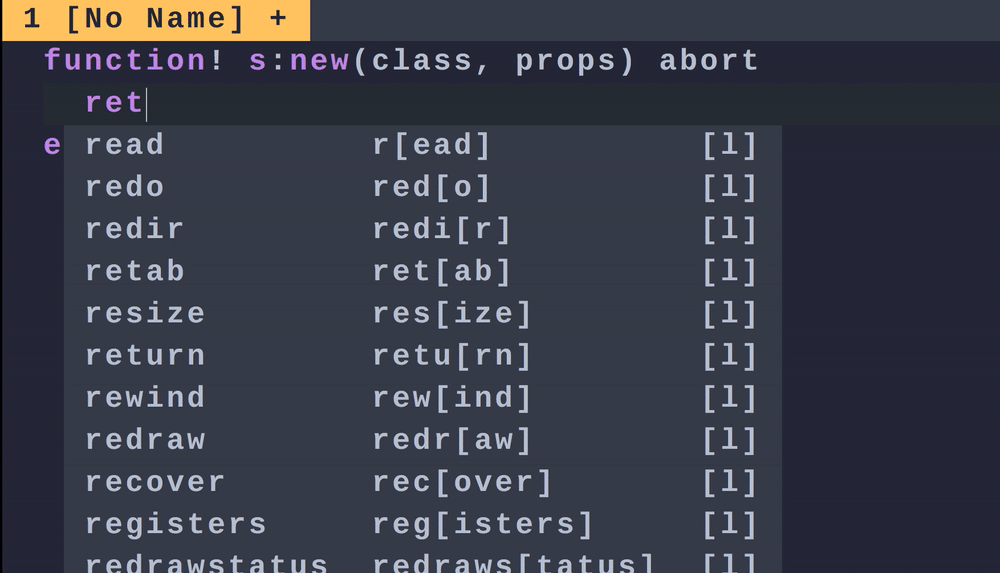 1 [No Name] +
function! s:new(class, props) abort
ret
e read r[ead] [l]
redo red[o] [l]
redir redi[r] [l]
retab ret[ab] [l]
resize res[ize] [l]
return retu[rn] [l]
rewind rew[ind] [l]
redraw redr[aw] [l]
recover rec[over] [l]
registers reg[isters] [l]
redrawstatus redraws[tatus] [l]